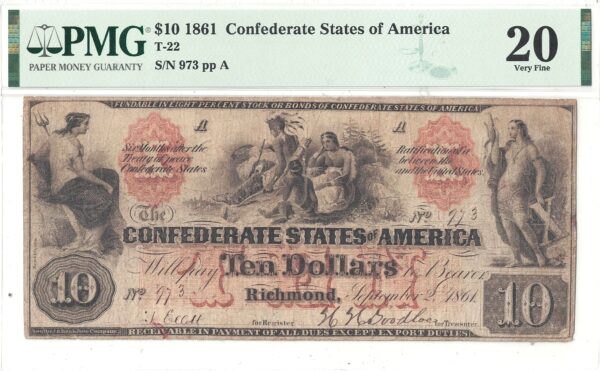 PMG
PAPER MONEY GUARANTY
$10 1861 Confederate States of America
T-22
S/N 973 pp A
20
Very Fine
FUNDABLE IN EIGHT PER CENT STOCK OR BONDS OF CONFEDERATE STATES OF AMERICA
A A
Six Months after the
Treaty of peace
Confederate States
Ratification of a
between the
and the United States.
The
No 973
CONFEDERATE STATES of AMERICA
Will pay Ten Dollars to Bearer
No 973
Richmond, September 2, 1861.
10 10
for Register
for Treasurer
RECEIVABLE IN PAYMENT OF ALL DUES EXCEPT EXPORT DUTIES